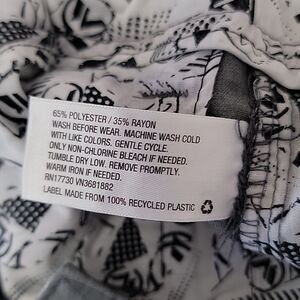 65% POLYESTER / 35% RAYON
WASH BEFORE WEAR. MACHINE WASH COLD
WITH LIKE COLORS. GENTLE CYCLE.
ONLY NON-CHLORINE BLEACH IF NEEDED.
TUMBLE DRY LOW. REMOVE PROMPTLY.
WARM IRON IF NEEDED.
RN17730 VN3681882
LABEL MADE FROM 100% RECYCLED PLASTIC